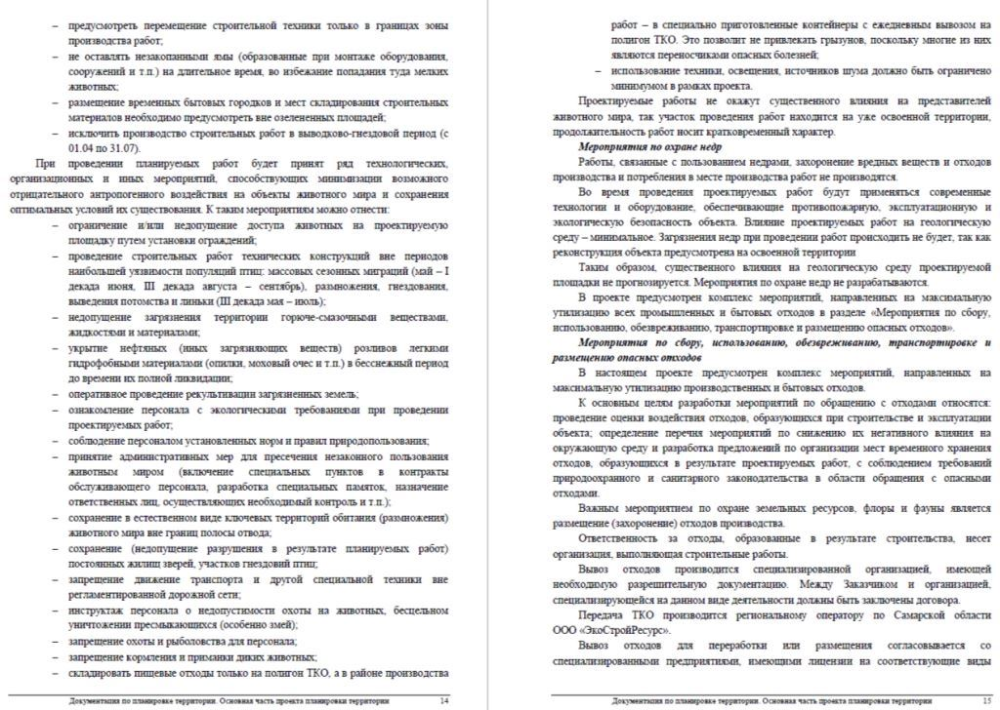 – предусмотреть перемещение строительной техники только в границах зоны
производства работ;
– не оставлять незакопанными ямы (образованные при монтаже оборудования,
сооружений и т.п.) на длительное время, во избежание попадания туда мелких
животных;
– размещение временных бытовых городков и мест складирования строительных
материалов необходимо предусмотреть вне озелененных площадей;
– исключить производство строительных работ в выводково-гнездовой период (с
01.04 по 31.07).
При проведении планируемых работ будет принят ряд технологических,
организационных и иных мероприятий, способствующих минимизации возможного
отрицательного антропогенного воздействия на объекты животного мира и сохранения
оптимальных условий их существования. К таким мероприятиям можно отнести:
– ограничение и/или недопущение доступа животных на проектируемую
площадку путем установки ограждений;
– проведение строительных работ технических конструкций вне периодов
наибольшей уязвимости популяций птиц: массовых сезонных миграций (май – I
декада июня, III декада августа – сентябрь), размножения, гнездования,
выведения потомства и линьки (III декада мая – июль);
– недопущение загрязнения территории горюче-смазочными веществами,
жидкостями и материалами;
– укрытие нефтяных (иных загрязняющих веществ) розливов легкими
гидрофобными материалами (опилки, моховый очес и т.п.) в бесснежный период
до времени их полной ликвидации;
– оперативное проведение рекультивации загрязненных земель;
– ознакомление персонала с экологическими требованиями при проведении
проектируемых работ;
– соблюдение персоналом установленных норм и правил природопользования;
– принятие административных мер для пресечения незаконного пользования
животным миром (включение специальных пунктов в контракты
обслуживающего персонала, разработка специальных памяток, назначение
ответственных лиц, осуществляющих необходимый контроль и т.п.);
– сохранение в естественном виде ключевых территорий обитания (размножения)
животного мира вне границ полосы отвода;
– сохранение (недопущение разрушения в результате планируемых работ)
постоянных жилищ зверей, участков гнездовий птиц;
– запрещение движение транспорта и другой специальной техники вне
регламентированной дорожной сети;
– инструктаж персонала о недопустимости охоты на животных, бесцельном
уничтожении пресмыкающихся (особенно змей);
– запрещение охоты и рыболовства для персонала;
– запрещение кормления и приманки диких животных;
– складировать пищевые отходы только на полигон ТКО, а в районе производства
Документация по планировке территории. Основная часть проекта планировки территории 14
работ – в специально приготовленные контейнеры с ежедневным вывозом на
полигон ТКО. Это позволит не привлекать грызунов, поскольку многие из них
являются переносчиками опасных болезней;
– использование техники, освещения, источников шума должно быть ограничено
минимумом в рамках проекта.
Проектируемые работы не окажут существенного влияния на представителей
животного мира, так участок проведения работ находится на уже освоенной территории,
продолжительность работ носит кратковременный характер.
Мероприятия по охране недр
Работы, связанные с пользованием недрами, захоронение вредных веществ и отходов
производства и потребления в месте производства работ не производятся.
Во время проведения проектируемых работ будут применяться современные
технологии и оборудование, обеспечивающие противопожарную, эксплуатационную и
экологическую безопасность объекта. Влияние проектируемых работ на геологическую
среду – минимальное. Загрязнения недр при проведении работ происходить не будет, так как
реконструкция объекта предусмотрена на освоенной территории
Таким образом, существенного влияния на геологическую среду проектируемой
площадки не прогнозируется. Мероприятия по охране недр не разрабатываются.
В проекте предусмотрен комплекс мероприятий, направленных на максимальную
утилизацию всех промышленных и бытовых отходов в разделе «Мероприятия по сбору,
использованию, обезвреживанию, транспортировке и размещению опасных отходов».
Мероприятия по сбору, использованию, обезвреживанию, транспортировке и
размещению опасных отходов
В настоящем проекте предусмотрен комплекс мероприятий, направленных на
максимальную утилизацию производственных и бытовых отходов.
К основным целям разработки мероприятий по обращению с отходами относятся:
проведение оценки воздействия отходов, образующихся при строительстве и эксплуатации
объекта; определение перечня мероприятий по снижению их негативного влияния на
окружающую среду и разработка предложений по организации мест временного хранения
отходов, образующихся в результате проектируемых работ, с соблюдением требований
природоохранного и санитарного законодательства в области обращения с опасными
отходами.
Важным мероприятием по охране земельных ресурсов, флоры и фауны является
размещение (захоронение) отходов производства.
Ответственность за отходы, образованные в результате строительства, несет
организация, выполняющая строительные работы.
Вывоз отходов производится специализированной организацией, имеющей
необходимую разрешительную документацию. Между Заказчиком и организацией,
специализирующейся на данном виде деятельности должны быть заключены договора.
Передача ТКО производится региональному оператору по Самарской области
ООО «ЭкоСтройРесурс».
Вывоз отходов для переработки или размещения согласовывается со
специализированными предприятиями, имеющими лицензии на соответствующие виды
Документация по планировке территории. Основная часть проекта планировки территории 15